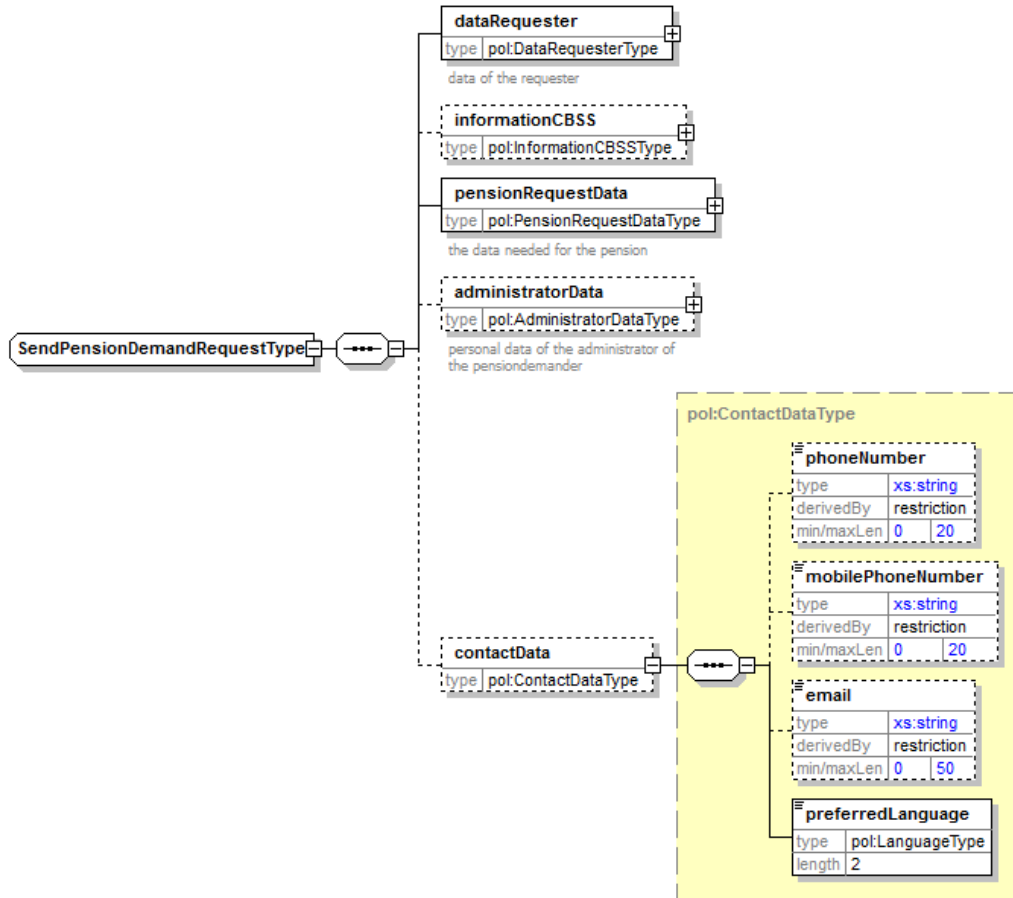 dataRequester
type pol:DataRequesterType
data of the requester
informationCBSS
type pol:InformationCBSSType
pensionRequestData
type pol:PensionRequestDataType
the data needed for the pension
administratorData
type pol:AdministratorDataType
personal data of the administrator of
the pensiondemander
SendPensionDemandRequestType
contactData
type pol:ContactDataType
pol:ContactDataType
phoneNumber
type xs:string
derivedBy restriction
min/maxLen 0 20
mobilePhoneNumber
type xs:string
derivedBy restriction
min/maxLen 0 20
email
type xs:string
derivedBy restriction
min/maxLen 0 50
preferredLanguage
type pol:LanguageType
length 2